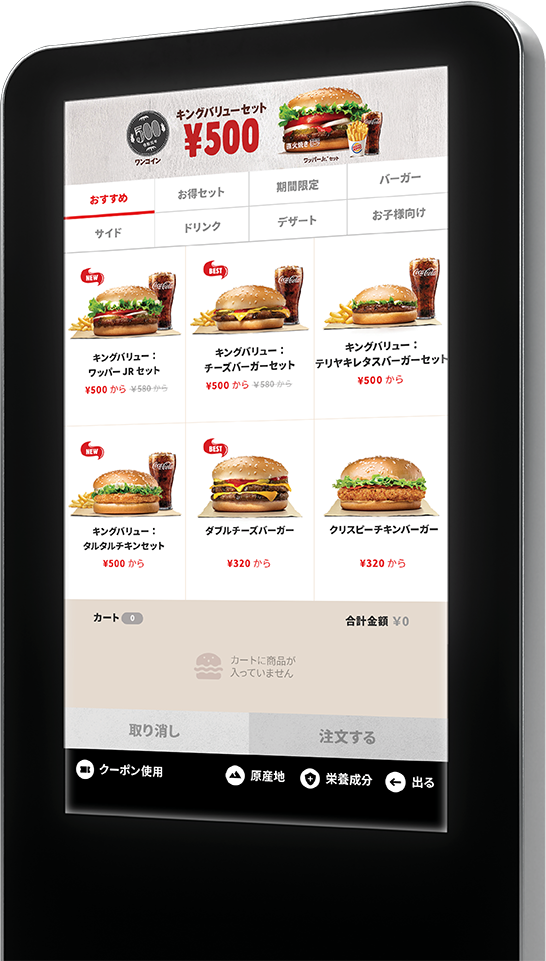 キングバリューセット
¥500
500
ワンコイン
直火焼き
ワッパーJr.®セット
おすすめ
お得セット
期間限定
バーガー
サイド
ドリンク
デザート
お子様向け
NEW
BEST
Coca-Cola
Coca-Cola
Coca-Cola
キングバリュー：
ワッパー JR セット
¥500 から ¥580 から
キングバリュー：
チーズバーガーセット
¥500 から ¥580 から
キングバリュー：
テリヤキレタスバーガーセット
¥500 から
NEW
BEST
Coca-Cola
キングバリュー：
タルタルチキンセット
¥500 から
ダブルチーズバーガー
¥320 から
クリスピーチキンバーガー
¥320 から
カート 0
合計金額 ¥0
カートに商品が
入っていません
取り消し
注文する
クーポン使用
原産地
栄養成分
出る